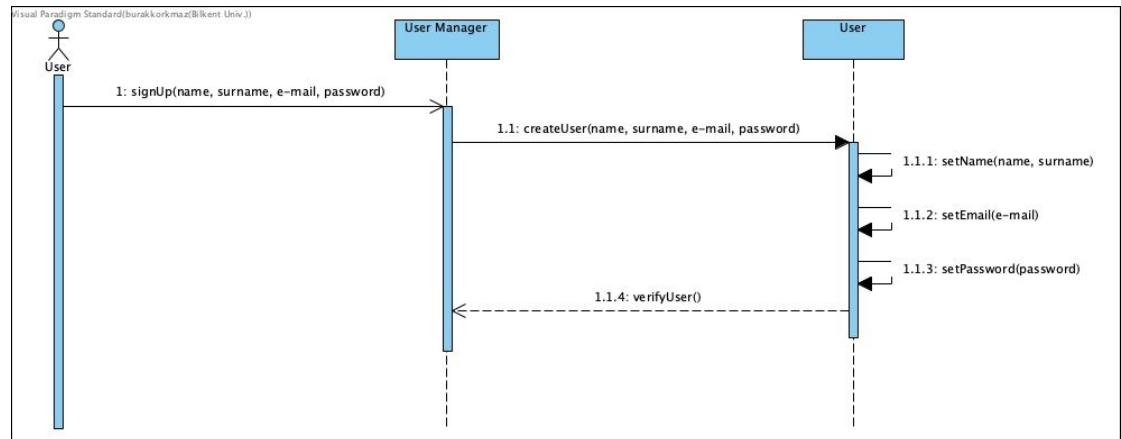 Visual Paradigm Standard(burakkorkmaz(Bilkent Univ.))
User
User Manager
User
1: signUp(name, surname, e-mail, password)
1.1: createUser(name, surname, e-mail, password)
1.1.1: setName(name, surname)
1.1.2: setEmail(e-mail)
1.1.3: setPassword(password)
1.1.4: verifyUser()